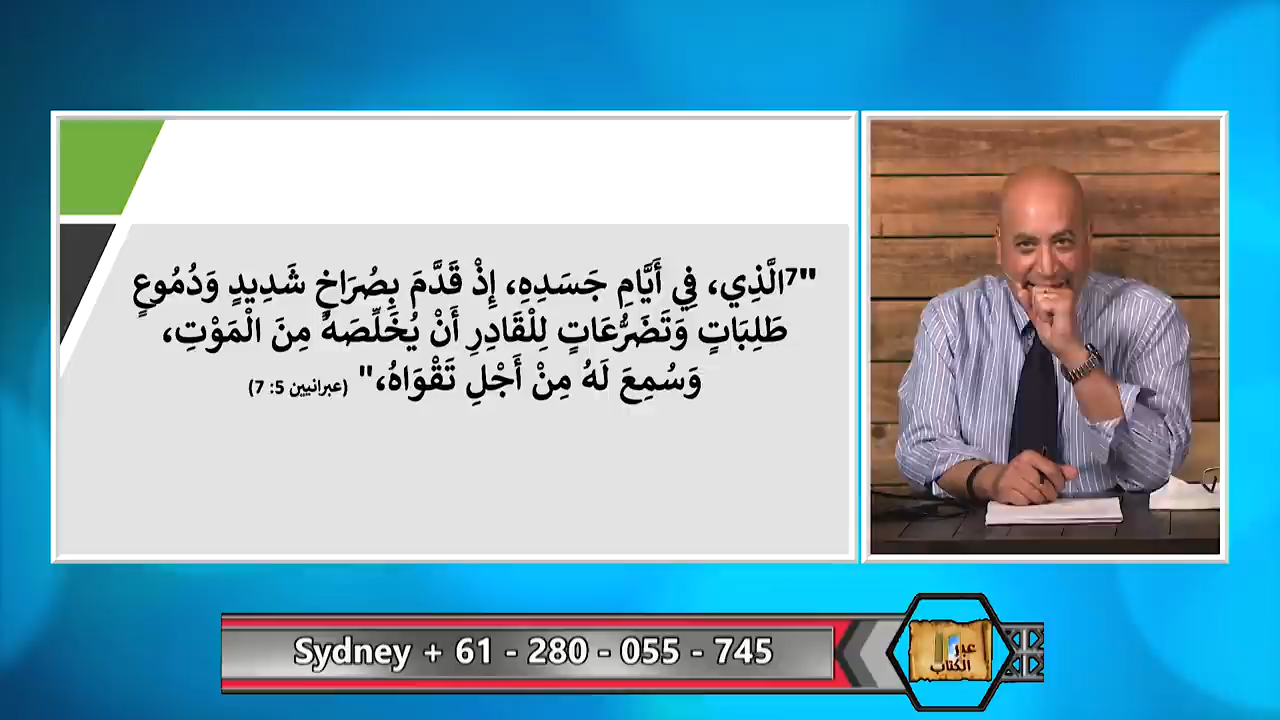 "7الَّذِي، فِي أَيَّامِ جَسَدِهِ، إِذْ قَدَّمَ بِصُرَاخٍ شَدِيدٍ وَدُمُوعٍ
طَلِبَاتٍ وَتَضَرُّعَاتٍ لِلْقَادِرِ أَنْ يُخَلِّصَهُ مِنَ الْمَوْتِ،
وَسُمِعَ لَهُ مِنْ أَجْلِ تَقْوَاهُ،" (عبرانيين 5: 7)
Sydney + 61 - 280 - 055 - 745
عبر
الكتاب